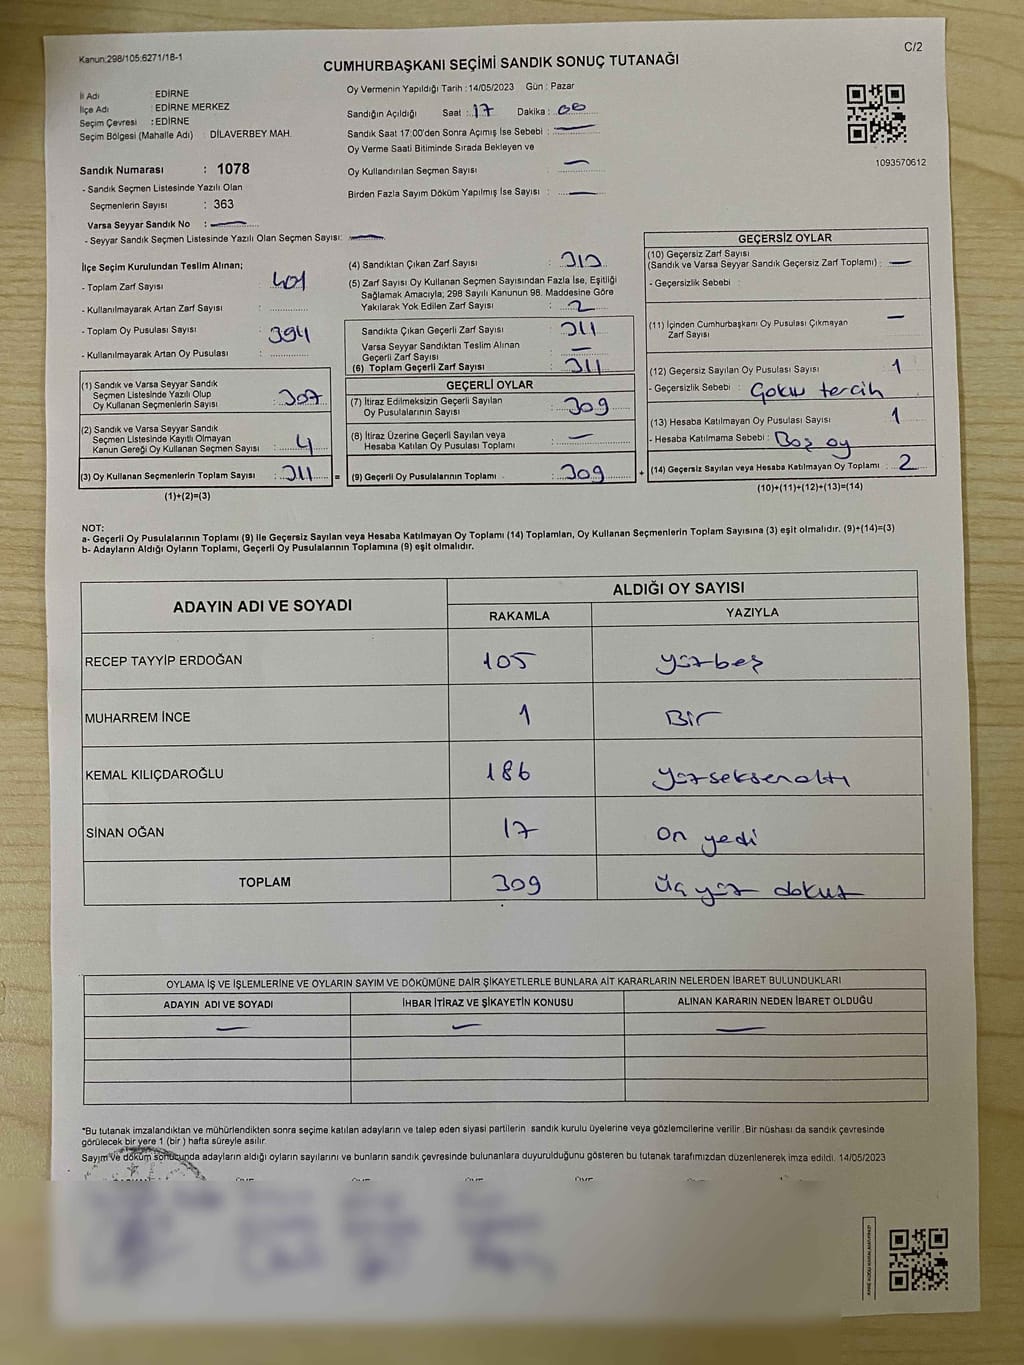 Kanun:298/105:6271/18-1
C/2
CUMHURBAŞKANI SEÇİMİ SANDIK SONUÇ TUTANAĞI
İl Adı EDİRNE
İlçe Adı : EDİRNE MERKEZ
Seçim Çevresi : EDİRNE
Seçim Bölgesi (Mahalle Adı) : DİLAVERBEY MAH.
Sandık Numarası : 1078
- Sandık Seçmen Listesinde Yazılı Olan
Seçmenlerin Sayısı : 363
Varsa Seyyar Sandık No : —
- Seyyar Sandık Seçmen Listesinde Yazılı Olan Seçmen Sayısı: —
Oy Vermenin Yapıldığı Tarih : 14/05/2023 Gün : Pazar
Sandığın Açıldığı Saat : 17 Dakika : 00
Sandık Saat 17:00'den Sonra Açımış İse Sebebi : —
Oy Verme Saati Bitiminde Sırada Bekleyen ve
Oy Kullandırılan Seçmen Sayısı : —
Birden Fazla Sayım Döküm Yapılmış İse Sayısı : —
1093570612
İlçe Seçim Kurulundan Teslim Alınan;
- Toplam Zarf Sayısı : 401
- Kullanılmayarak Artan Zarf Sayısı :
- Toplam Oy Pusulası Sayısı : 394
- Kullanılmayarak Artan Oy Pusulası :
(1) Sandık ve Varsa Seyyar Sandık
Seçmen Listesinde Yazılı Olup
Oy Kullanan Seçmenlerin Sayısı : 307
(2) Sandık ve Varsa Seyyar Sandık
Seçmen Listesinde Kayıtlı Olmayan
Kanun Gereği Oy Kullanan Seçmen Sayısı : 4
(3) Oy Kullanan Seçmenlerin Toplam Sayısı : 311 =
(1)+(2)=(3)
(4) Sandıktan Çıkan Zarf Sayısı :
(5) Zarf Sayısı Oy Kullanan Seçmen Sayısından Fazla İse, Eşitliği
Sağlamak Amacıyla; 298 Sayılı Kanunun 98. Maddesine Göre
Yakılarak Yok Edilen Zarf Sayısı : 2
Sandıkta Çıkan Geçerli Zarf Sayısı : 311
Varsa Seyyar Sandıktan Teslim Alınan
Geçerli Zarf Sayısı : —
(6) Toplam Geçerli Zarf Sayısı : 311
GEÇERLİ OYLAR
(7) İtiraz Edilmeksizin Geçerli Sayılan
Oy Pusulalarının Sayısı : 309
(8) İtiraz Üzerine Geçerli Sayılan veya
Hesaba Katılan Oy Pusulası Toplamı : —
(9) Geçerli Oy Pusulalarının Toplamı : 309 +
GEÇERSİZ OYLAR
(10) Geçersiz Zarf Sayısı
(Sandık ve Varsa Seyyar Sandık Geçersiz Zarf Toplamı) : —
- Geçersizlik Sebebi :
(11) İçinden Cumhurbaşkanı Oy Pusulası Çıkmayan
Zarf Sayısı —
(12) Geçersiz Sayılan Oy Pusulası Sayısı : 1
- Geçersizlik Sebebi : tercih
(13) Hesaba Katılmayan Oy Pusulası Sayısı : 1
- Hesaba Katılmama Sebebi : Boş oy
(14) Geçersiz Sayılan veya Hesaba Katılmayan Oy Toplamı : 2
(10)+(11)+(12)+(13)=(14)
NOT:
a- Geçerli Oy Pusulalarının Toplamı (9) ile Geçersiz Sayılan veya Hesaba Katılmayan Oy Toplamı (14) Toplamları, Oy Kullanan Seçmenlerin Toplam Sayısına (3) eşit olmalıdır. (9)+(14)=(3)
b- Adayların Aldığı Oyların Toplamı, Geçerli Oy Pusulalarının Toplamına (9) eşit olmalıdır.
ADAYIN ADI VE SOYADI
ALDIĞI OY SAYISI
RAKAMLA YAZIYLA
RECEP TAYYİP ERDOĞAN 105 yüzbeş
MUHARREM İNCE 1 Bir
KEMAL KILIÇDAROĞLU 186 yüzseksenaltı
SİNAN OĞAN 17 on yedi
TOPLAM 309 üç yüz dokuz
OYLAMA İŞ VE İŞLEMLERİNE VE OYLARIN SAYIM VE DÖKÜMÜNE DAİR ŞİKAYETLERLE BUNLARA AİT KARARLARIN NELERDEN İBARET BULUNDUKLARI
ADAYIN ADI VE SOYADI İHBAR İTİRAZ VE ŞİKAYETİN KONUSU ALINAN KARARIN NEDEN İBARET OLDUĞU
— — —
*Bu tutanak imzalandıktan ve mühürlendikten sonra seçime katılan adayların ve talep eden siyasi partilerin sandık kurulu üyelerine veya gözlemcilerine verilir .Bir nüshası da sandık çevresinde
görülecek bir yere 1 (bir ) hafta süreyle asılır.
Sayım ve döküm sonucunda adayların aldığı oyların sayılarını ve bunların sandık çevresinde bulunanlara duyurulduğunu gösteren bu tutanak tarafımızdan düzenlenerek imza edildi. 14/05/2023